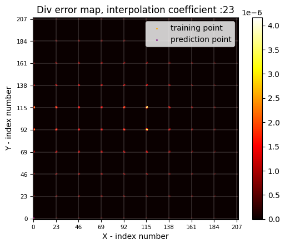 Div error map, interpolation coefficient :23
1e−6
training point
prediction point
207
184
161
138
115
92
69
46
23
0
Y - index number
0 23 46 69 92 115 138 161 184 207
X - index number
4.0
3.5
3.0
2.5
2.0
1.5
1.0
0.5
0.0